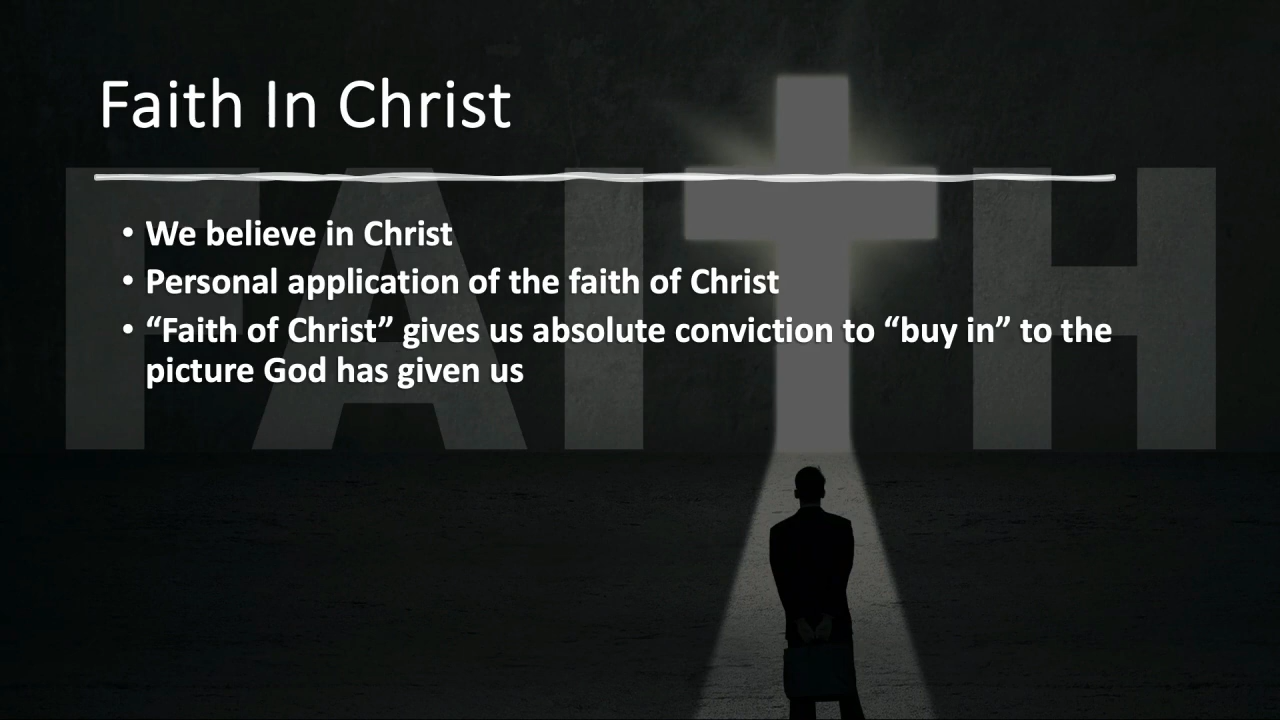 Faith In Christ
FAITH
• We believe in Christ
• Personal application of the faith of Christ
• “Faith of Christ” gives us absolute conviction to “buy in” to the
picture God has given us